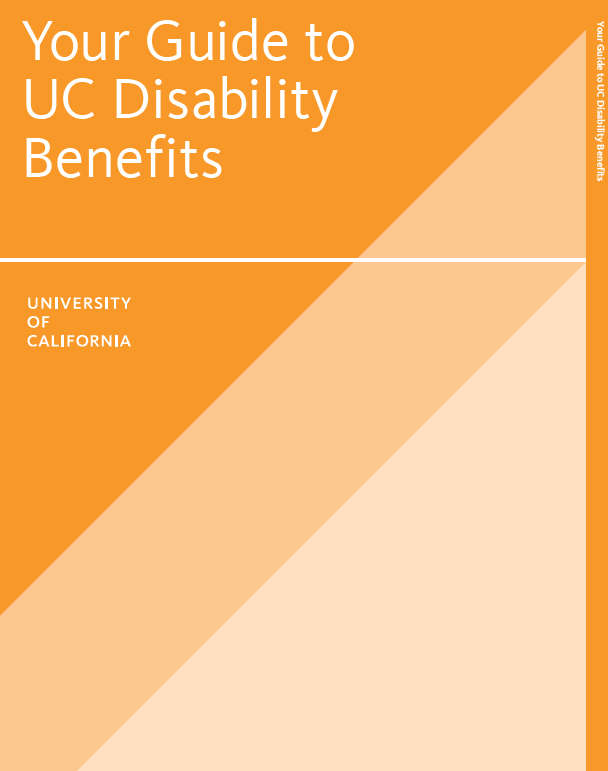 Your Guide to
UC Disability
Benefits
UNIVERSITY
OF
CALIFORNIA
Your Guide to UC Disability Benefits